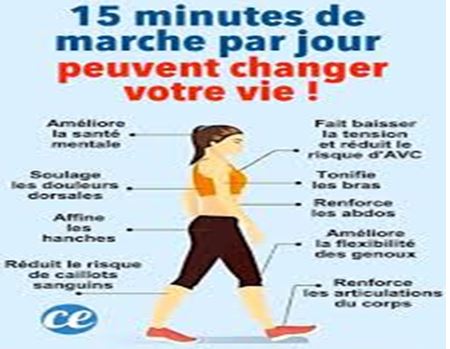 15 minutes de
marche par jour
peuvent changer
votre vie !
Améliore
la santé
mentale
Soulage
les douleurs
dorsales
Affine
les
hanches
Réduit le risque
de caillots
sanguins
Fait baisser
la tension
et réduit le
risque d'AVC
Tonifie
les bras
Renforce
les abdos
Améliore
la flexibilité
des genoux
Renforce
les articulations
du corps
ce